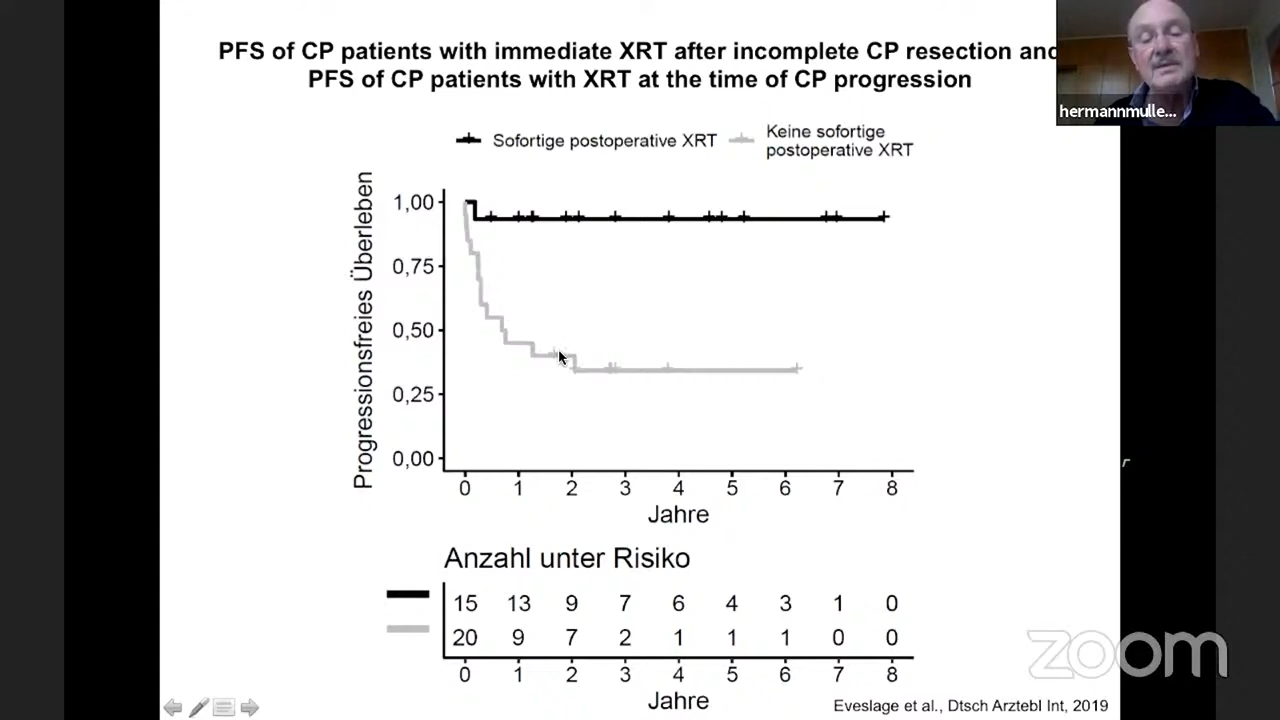 PFS of CP patients with immediate XRT after incomplete CP resection and
PFS of CP patients with XRT at the time of CP progression
hermannmulle...
Sofortige postoperative XRT
Keine sofortige
postoperative XRT
Progressionsfreies Überleben
1,00
0,75
0,50
0,25
0,00
0 1 2 3 4 5 6 7 8
Jahre
Anzahl unter Risiko
15 13 9 7 6 4 3 1 0
20 9 7 2 1 1 1 0 0
0 1 2 3 4 5 6 7 8
Jahre
Eveslage et al., Dtsch Arztebl Int, 2019
zoom
r